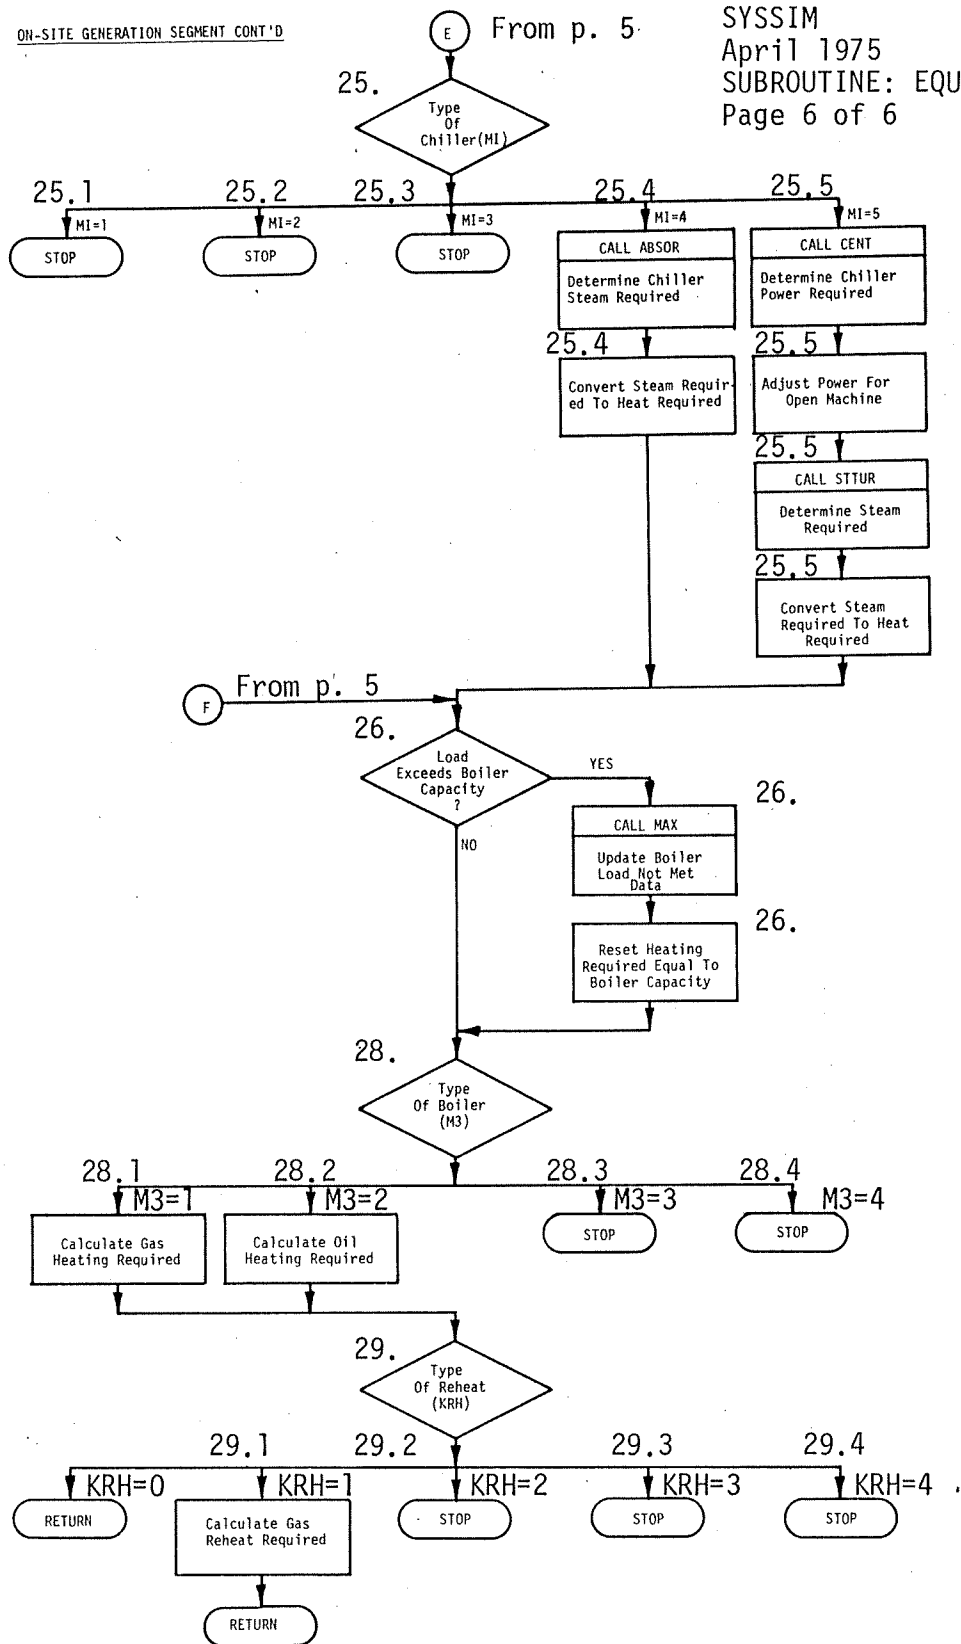 ON-SITE GENERATION SEGMENT CONT'D
E
From p. 5
SYSSIM
April 1975
SUBROUTINE: EQU
Page 6 of 6
25.
Type
Of
Chiller(MI)
25.1
25.2
25.3
25.4
25.5
MI=1
MI=2
MI=3
MI=4
MI=5
STOP
STOP
STOP
CALL ABSOR
Determine Chiller
Steam Required
CALL CENT
Determine Chiller
Power Required
25.4
Convert Steam Requir-
ed To Heat Required
25.5
Adjust Power For
Open Machine
25.5
CALL STTUR
Determine Steam
Required
25.5
Convert Steam
Required To Heat
Required
F
From p. 5
26.
Load
Exceeds Boiler
Capacity
?
YES
NO
26.
CALL MAX
Update Boiler
Load Not Met
Data
26.
Reset Heating
Required Equal To
Boiler Capacity
28.
Type
Of Boiler
(M3)
28.1
28.2
28.3
28.4
M3=1
M3=2
M3=3
M3=4
Calculate Gas
Heating Required
Calculate Oil
Heating Required
STOP
STOP
29.
Type
Of Reheat
(KRH)
29.1
29.2
29.3
29.4
KRH=0
KRH=1
KRH=2
KRH=3
KRH=4
RETURN
Calculate Gas
Reheat Required
STOP
STOP
STOP
RETURN